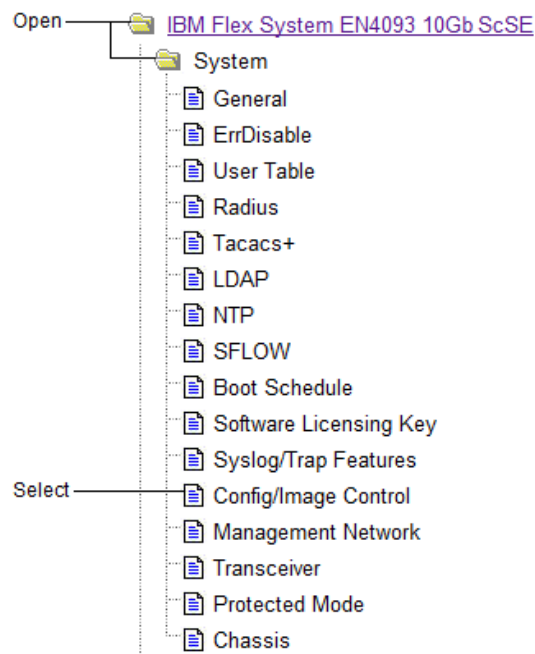 Open IBM Flex System EN4093 10Gb ScSE
System
General
ErrDisable
User Table
Radius
Tacacs+
LDAP
NTP
SFLOW
Boot Schedule
Software Licensing Key
Syslog/Trap Features
Select Config/Image Control
Management Network
Transceiver
Protected Mode
Chassis